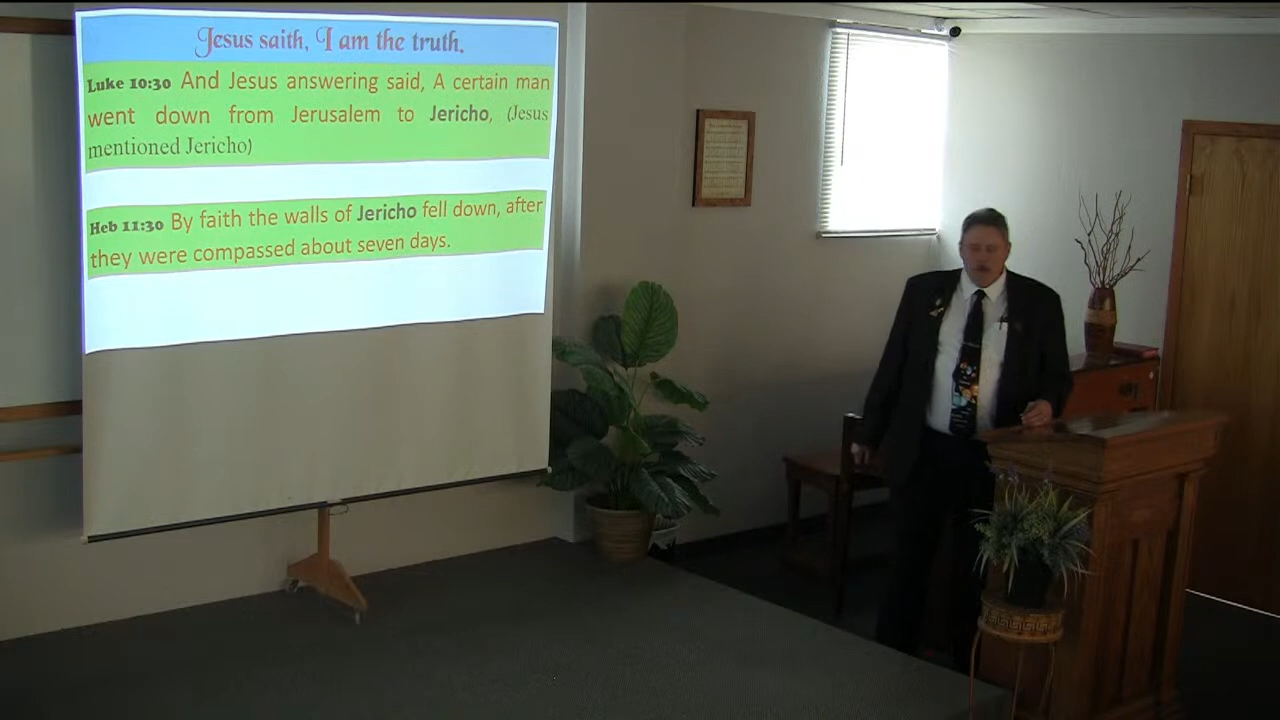 Jesus saith, I am the truth.
Luke 10:30 And Jesus answering said, A certain man
went down from Jerusalem to Jericho, (Jesus
mentioned Jericho)
Heb 11:30 By faith the walls of Jericho fell down, after
they were compassed about seven days.